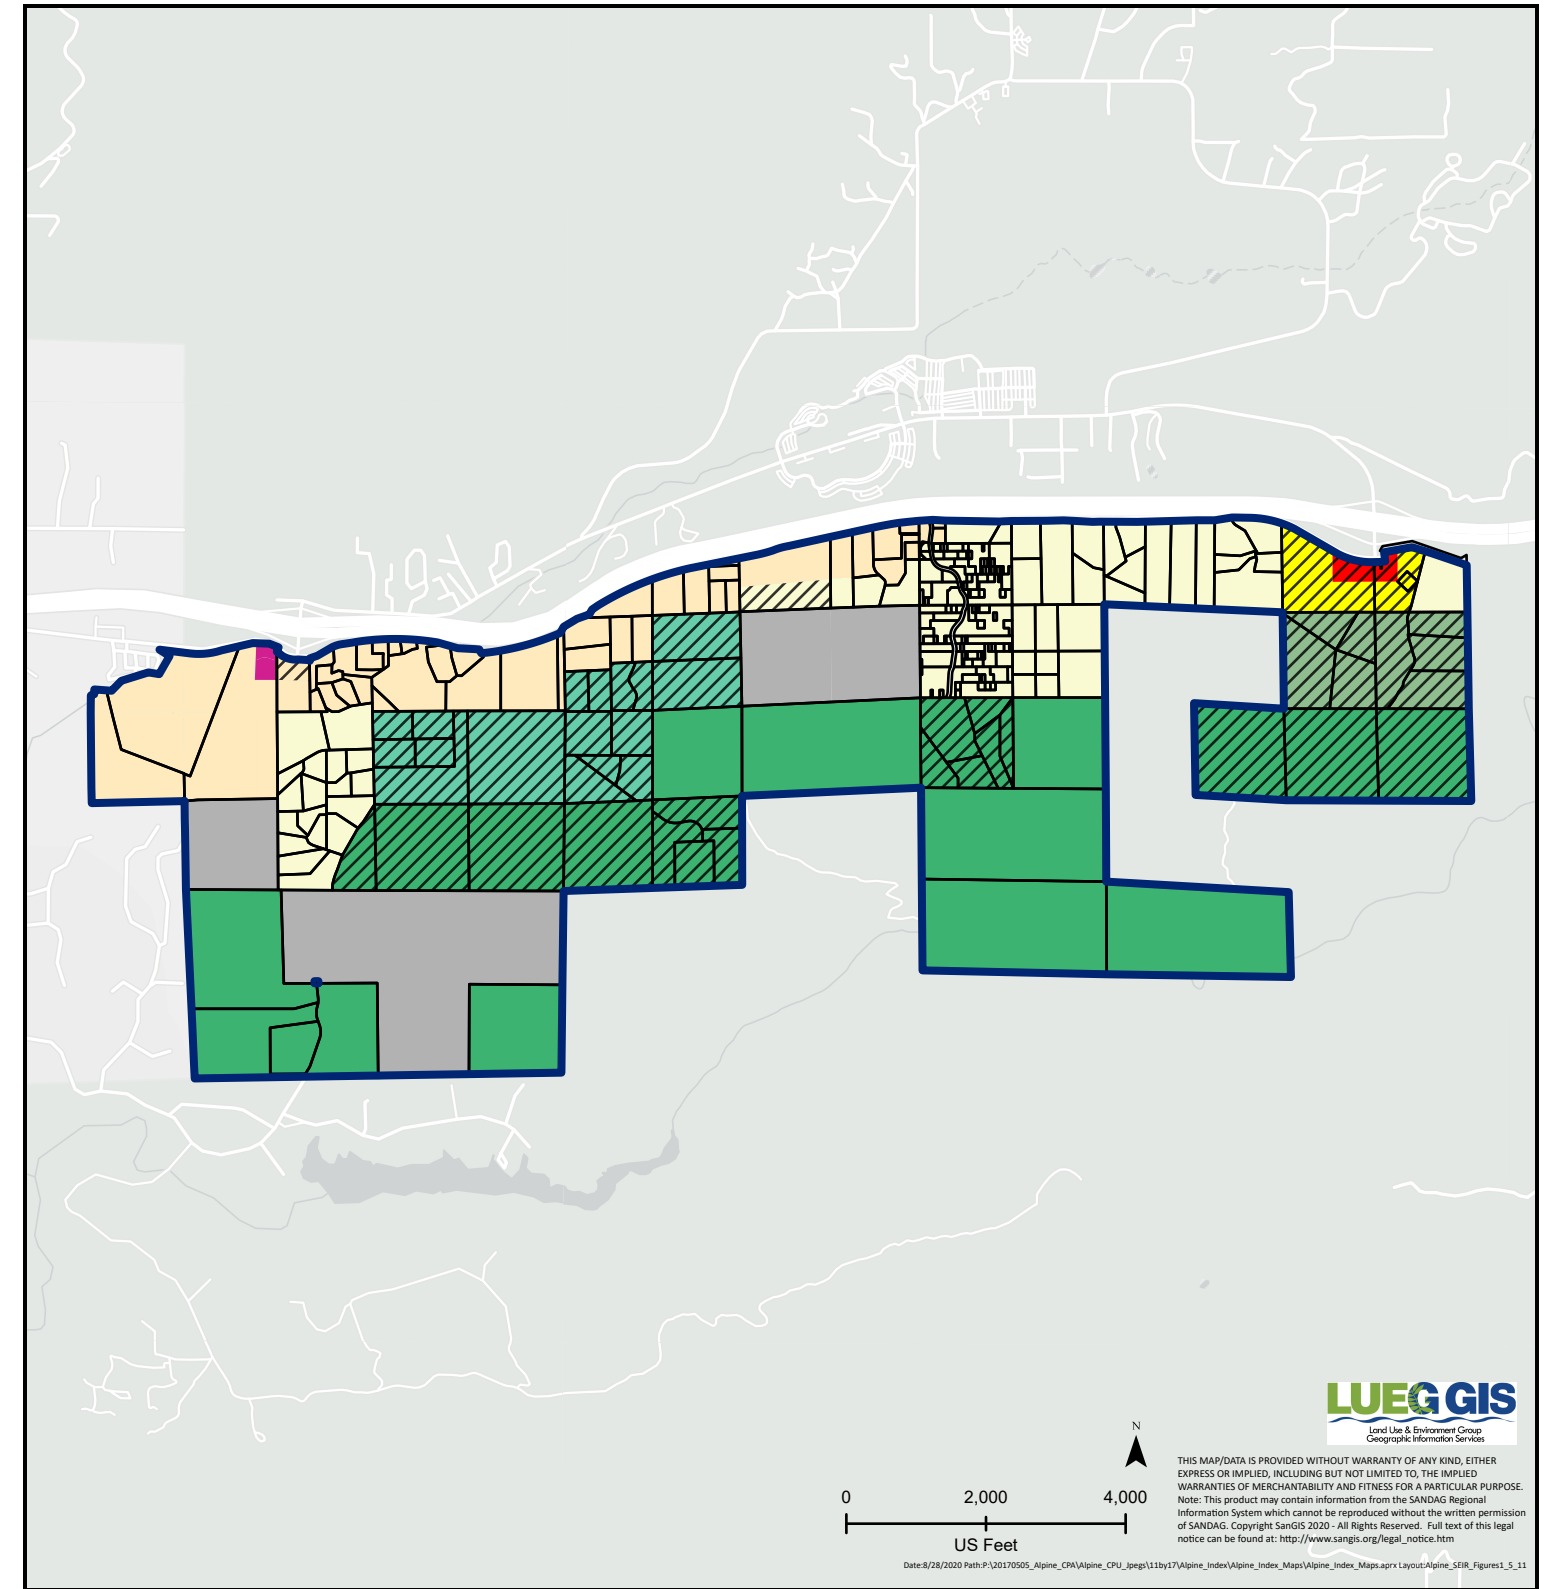 LUEG GIS
Land Use & Environment Group
Geographic Information Services
N
0 2,000 4,000
US Feet
THIS MAP/DATA IS PROVIDED WITHOUT WARRANTY OF ANY KIND, EITHER
EXPRESS OR IMPLIED, INCLUDING BUT NOT LIMITED TO, THE IMPLIED
WARRANTIES OF MERCHANTABILITY AND FITNESS FOR A PARTICULAR PURPOSE.
Note: This product may contain information from the SANDAG Regional
Information System which cannot be reproduced without the written permission
of SANDAG. Copyright SanGIS 2020 - All Rights Reserved. Full text of this legal
notice can be found at: http://www.sangis.org/legal_notice.htm
Date:8/28/2020 Path:P:\20170505_Alpine_CPA\Alpine_CPU_Jpegs\11by17\Alpine_Index\Alpine_Index_Maps\Alpine_Index_Maps.aprx Layout:Alpine_SEIR_Figures1_5_11